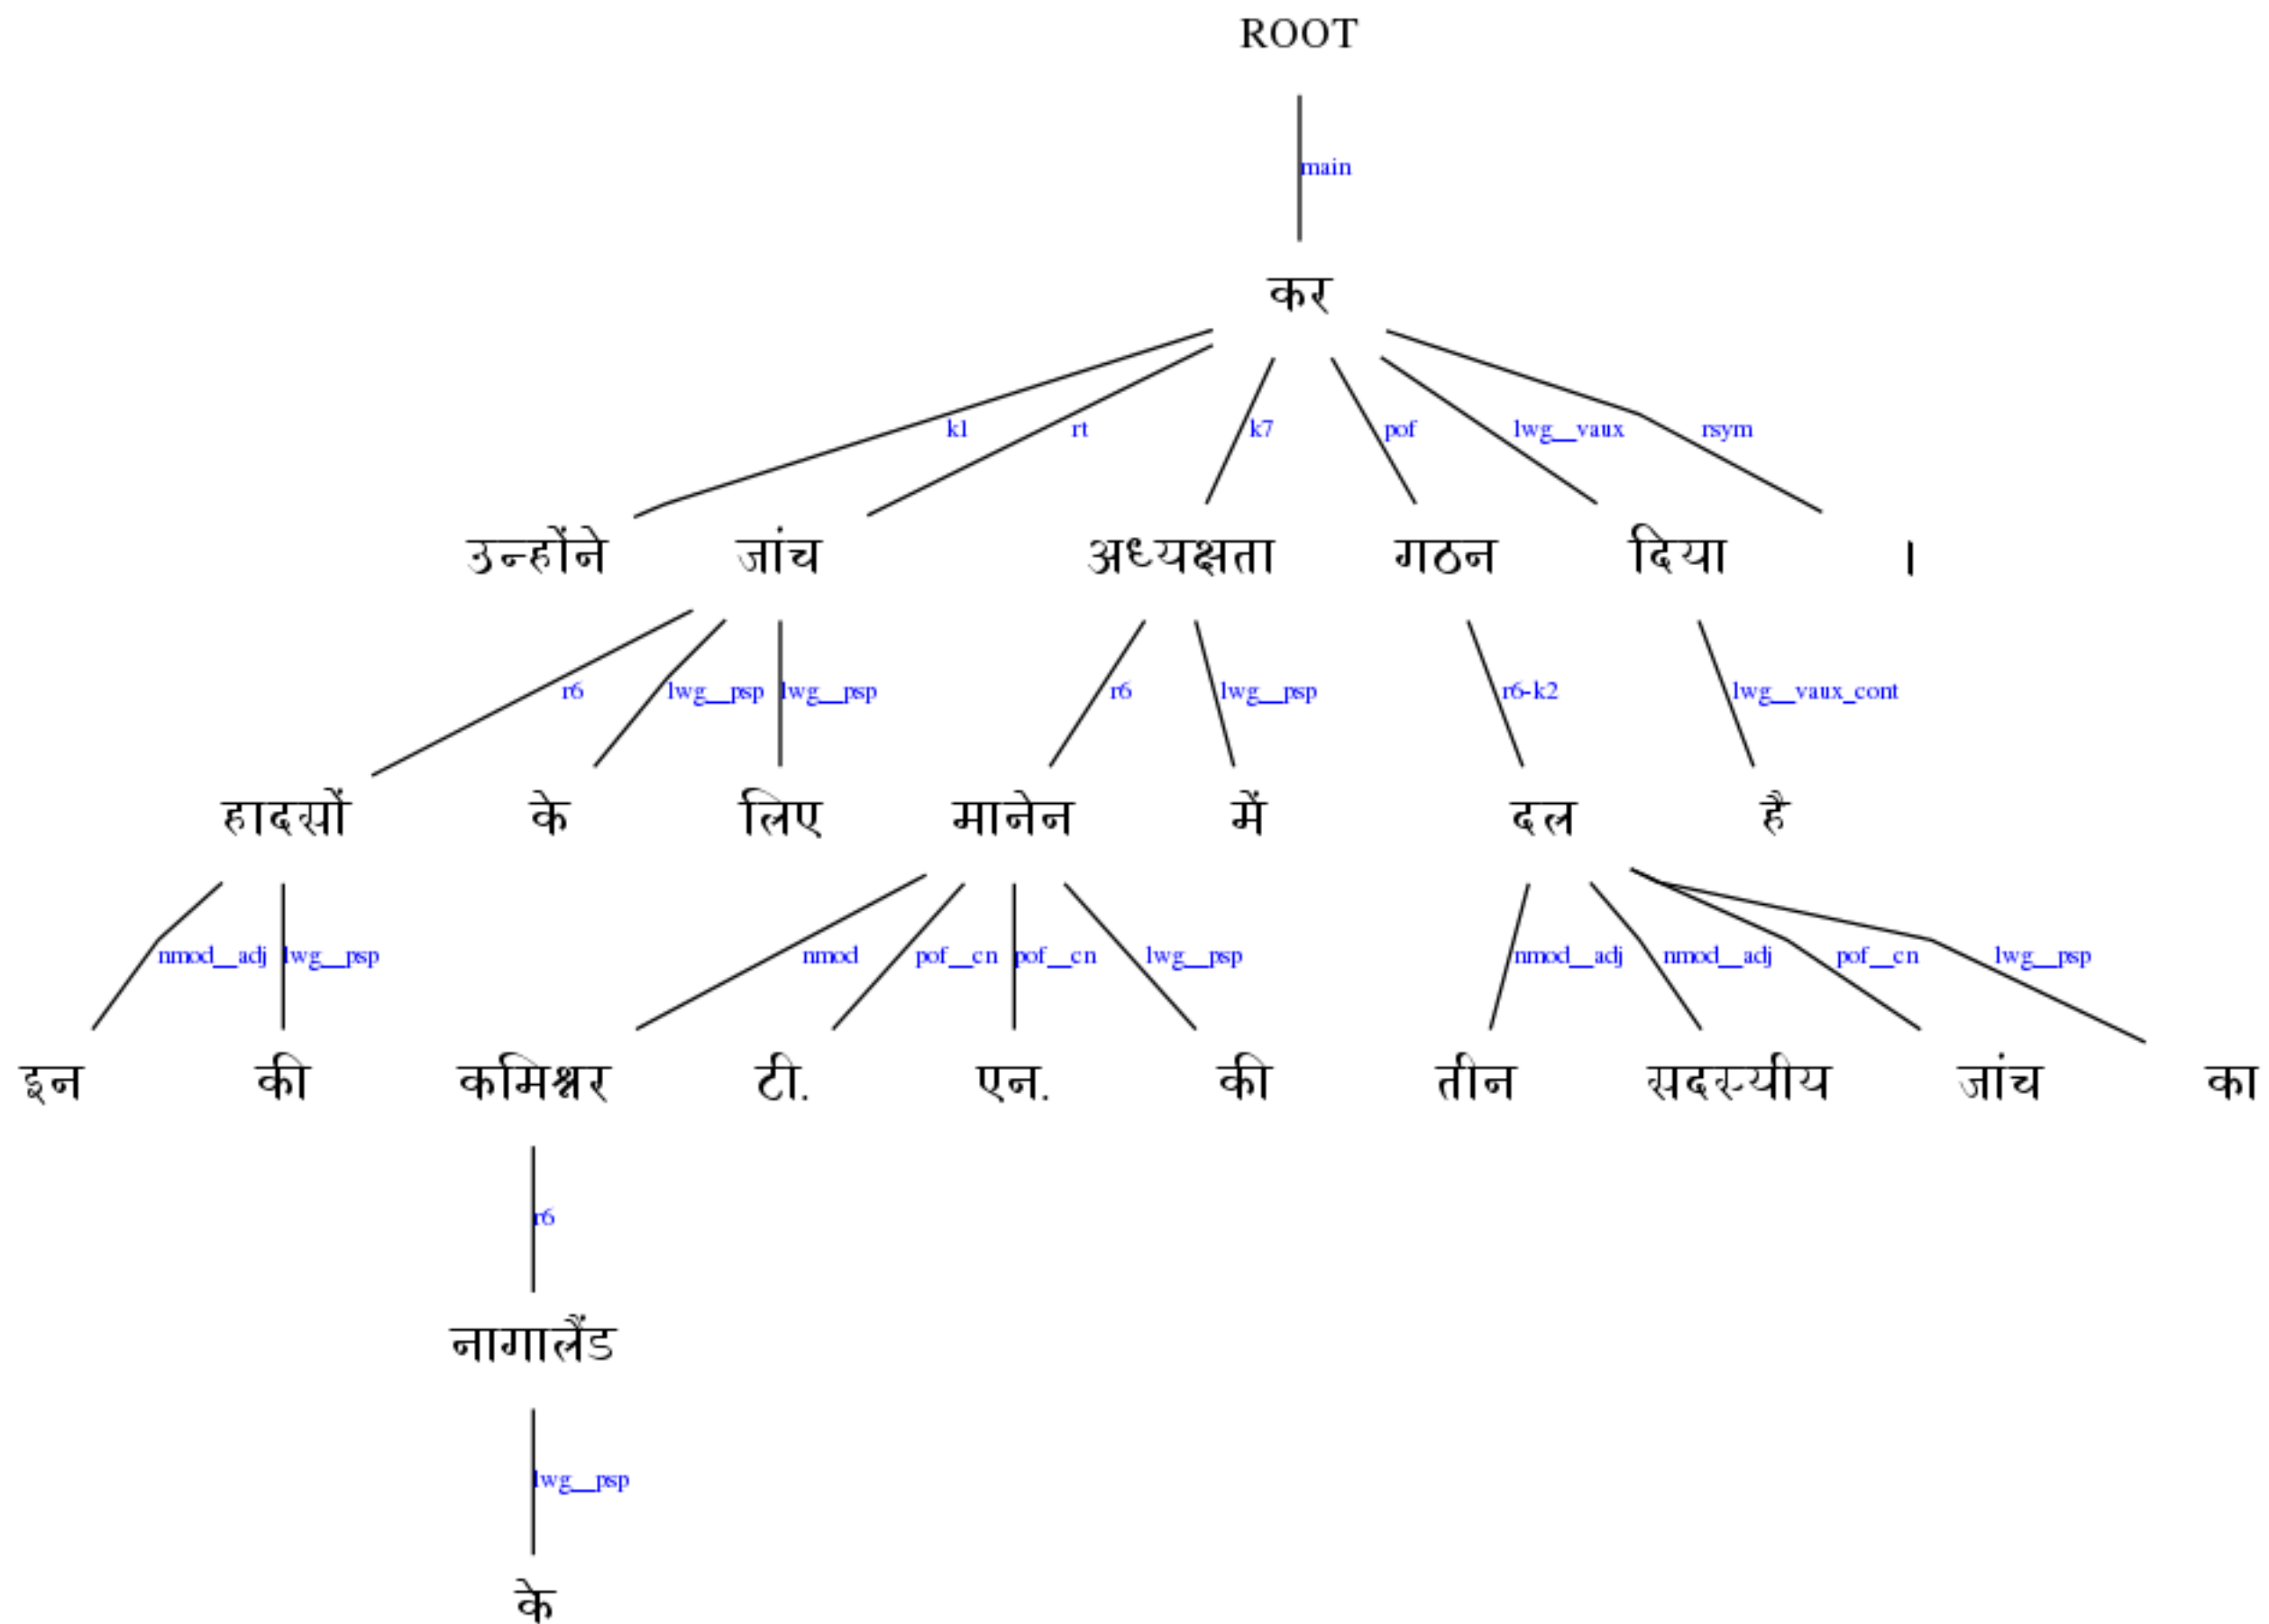 ROOT
main
कर
k1 rt k7 pof lwg__vaux rsym
उन्होंने जांच अध्यक्षता गठन दिया ।
r6 lwg__psp lwg__psp r6 lwg__psp r6-k2 lwg__vaux_cont
हादसों के लिए मानेन में दल है
nmod__adj lwg__psp nmod pof__cn pof__cn lwg__psp nmod__adj nmod__adj pof__cn lwg__psp
इन की कमिश्नर टी. एन. की तीन सदस्यीय जांच का
r6
नागालैंड
lwg__psp
के